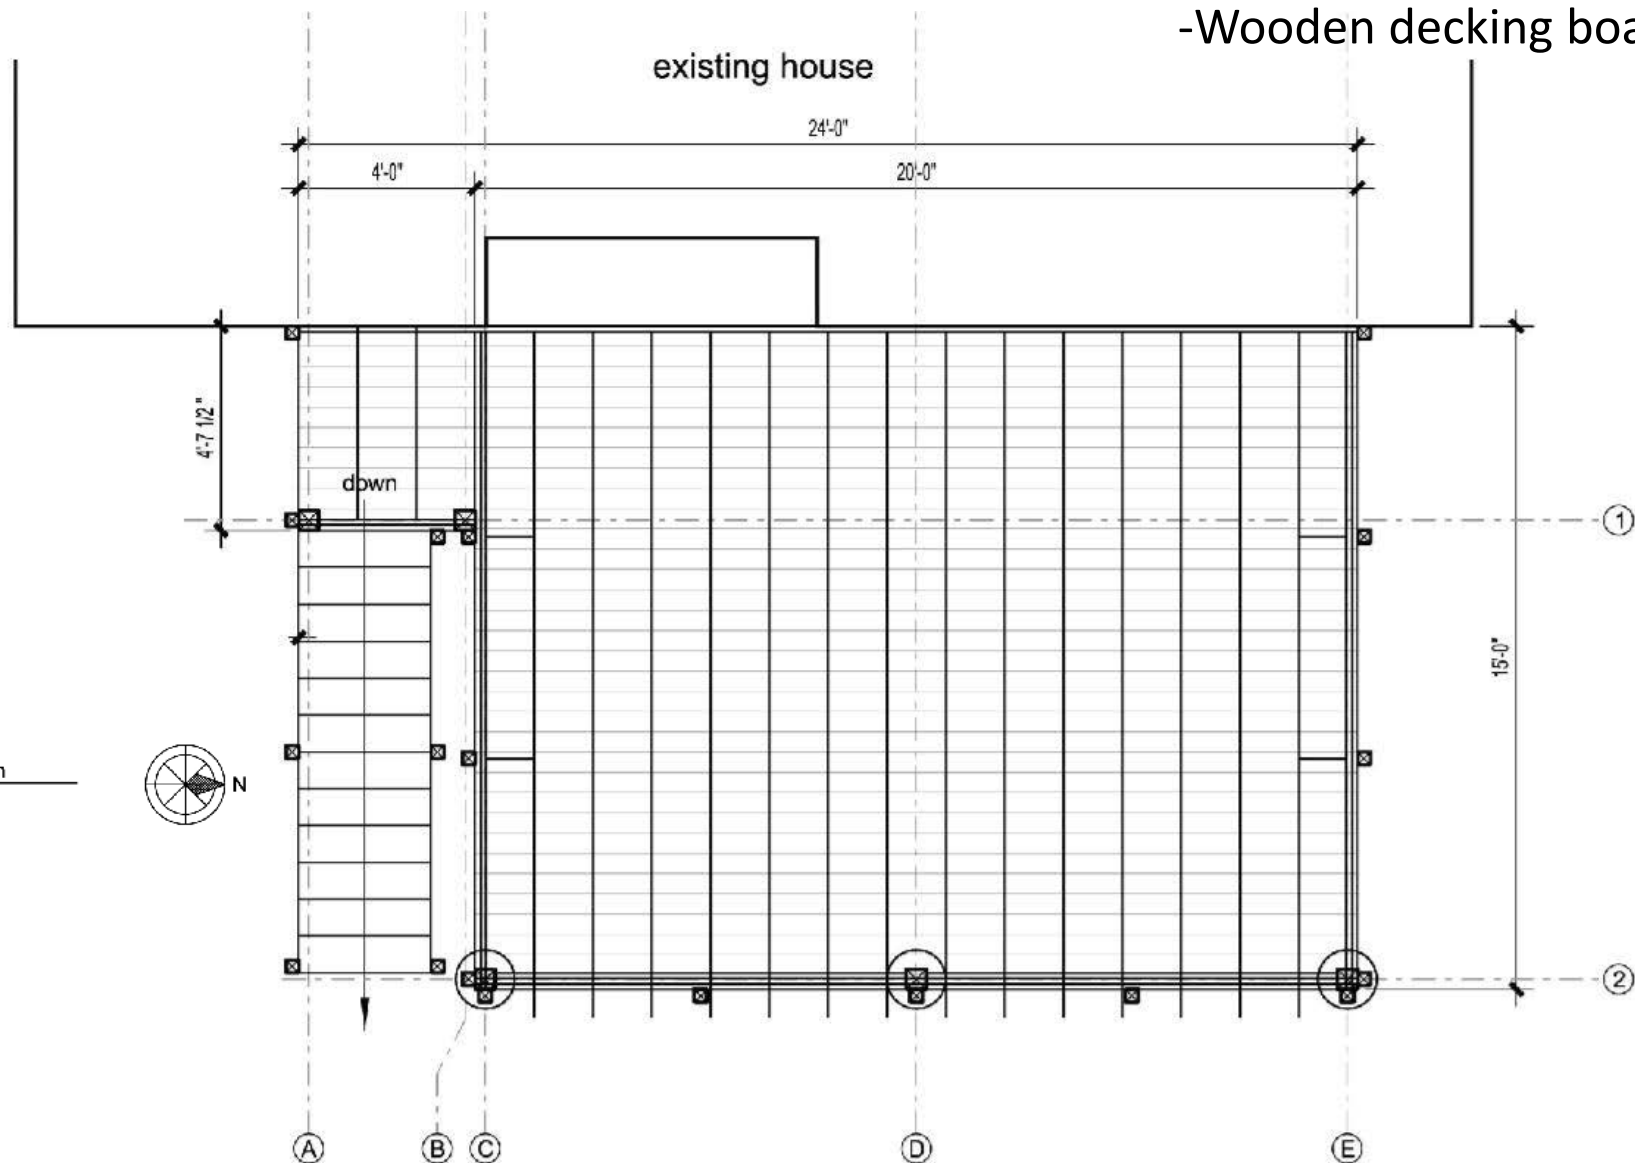 -Wooden decking boa
existing house
24'-0"
4'-0"
20'-0"
4'-7 1/2"
down
1
15'-0"
n
N
2
A
B
C
D
E